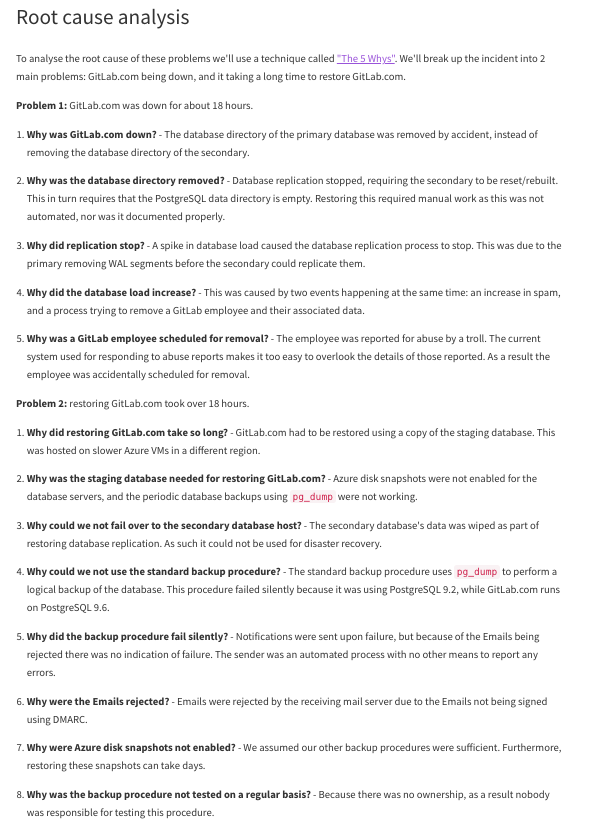 Root cause analysis
To analyse the root cause of these problems we'll use a technique called "The 5 Whys". We'll break up the incident into 2
main problems: GitLab.com being down, and it taking a long time to restore GitLab.com.
Problem 1: GitLab.com was down for about 18 hours.
1. Why was GitLab.com down? - The database directory of the primary database was removed by accident, instead of
removing the database directory of the secondary.
2. Why was the database directory removed? - Database replication stopped, requiring the secondary to be reset/rebuilt.
This in turn requires that the PostgreSQL data directory is empty. Restoring this required manual work as this was not
automated, nor was it documented properly.
3. Why did replication stop? - A spike in database load caused the database replication process to stop. This was due to the
primary removing WAL segments before the secondary could replicate them.
4. Why did the database load increase? - This was caused by two events happening at the same time: an increase in spam,
and a process trying to remove a GitLab employee and their associated data.
5. Why was a GitLab employee scheduled for removal? - The employee was reported for abuse by a troll. The current
system used for responding to abuse reports makes it too easy to overlook the details of those reported. As a result the
employee was accidentally scheduled for removal.
Problem 2: restoring GitLab.com took over 18 hours.
1. Why did restoring GitLab.com take so long? - GitLab.com had to be restored using a copy of the staging database. This
was hosted on slower Azure VMs in a different region.
2. Why was the staging database needed for restoring GitLab.com? - Azure disk snapshots were not enabled for the
database servers, and the periodic database backups using pg_dump were not working.
3. Why could we not fail over to the secondary database host? - The secondary database's data was wiped as part of
restoring database replication. As such it could not be used for disaster recovery.
4. Why could we not use the standard backup procedure? - The standard backup procedure uses pg_dump to perform a
logical backup of the database. This procedure failed silently because it was using PostgreSQL 9.2, while GitLab.com runs
on PostgreSQL 9.6.
5. Why did the backup procedure fail silently? - Notifications were sent upon failure, but because of the Emails being
rejected there was no indication of failure. The sender was an automated process with no other means to report any
errors.
6. Why were the Emails rejected? - Emails were rejected by the receiving mail server due to the Emails not being signed
using DMARC.
7. Why were Azure disk snapshots not enabled? - We assumed our other backup procedures were sufficient. Furthermore,
restoring these snapshots can take days.
8. Why was the backup procedure not tested on a regular basis? - Because there was no ownership, as a result nobody
was responsible for testing this procedure.